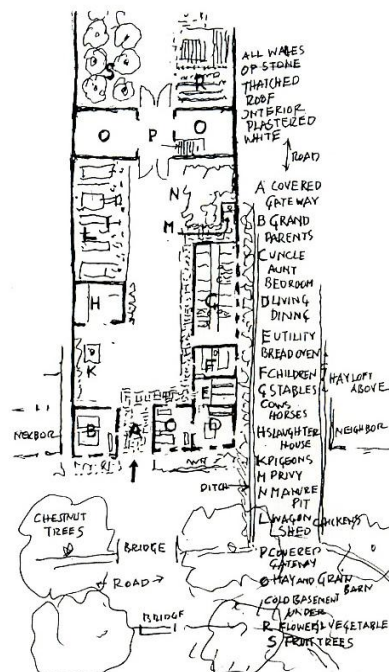 S
R
O
P
O
N
M
L
G
H
K
F
E
B
A
C
D
ALL WALLS
OF STONE
THATCHED
ROOF
INTERIOR
PLASTERED
WHITE
ROAD
A COVERED
GATEWAY
B GRAND
PARENTS
C UNCLE
AUNT
BEDROOM
D LIVING
DINNG
E UTILITY
BREAD OVEN
F CHILDREN
G STABLES
COWS
HORSES
HAYLOFT
ABOVE
H SLAUGHTER
HOUSE
K PIGEONS
M PRIVY
N MANURE
PIT
L WAGON
SHED
CHICKENS
P COVERED
GATEWAY
O HAY AND GRAIN
BARN
COLD BASEMENT
UNDER
R FLOWER & VEGETABLE
S FRUIT TREES
NEKBOR
NEIGHBOR
DITCH
CHESTNUT
TREES
BRIDGE
ROAD
BRIDGE